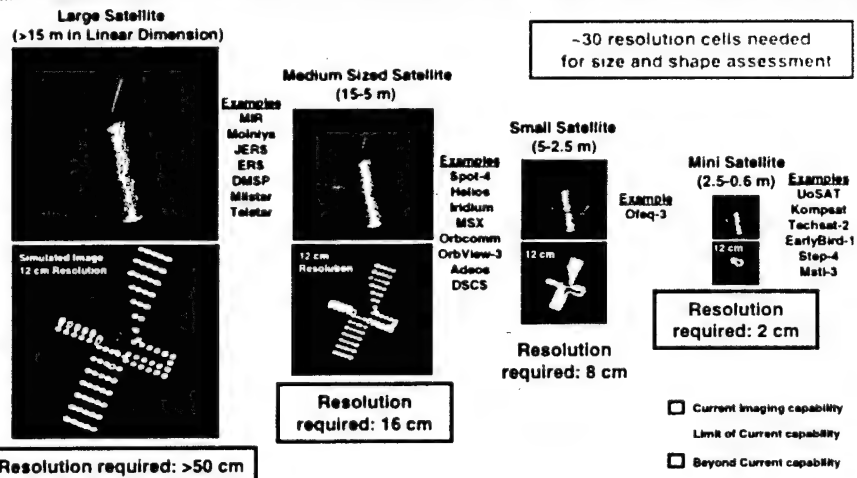 Large Satellite
(>15 m in Linear Dimension)
Examples
MIR
Molniya
JERS
ERS
DMSP
Milstar
Telstar
Simulated Image
12 cm Resolution
Resolution required: >50 cm
Medium Sized Satellite
(15-5 m)
Examples
Spot-4
Helios
Iridium
MSX
Orbcomm
OrbView-3
Adeos
DSCS
12 cm
Resolution
Resolution
required: 16 cm
~30 resolution cells needed
for size and shape assessment
Small Satellite
(5-2.5 m)
Example
Ofeq-3
12 cm
Resolution
required: 8 cm
Mini Satellite
(2.5-0.6 m)
Examples
UoSAT
Kompsat
Techsat-2
EarlyBird-1
Step-4
Msti-3
12 cm
Resolution
required: 2 cm
Current Imaging capability
Limit of Current capability
Beyond Current capability